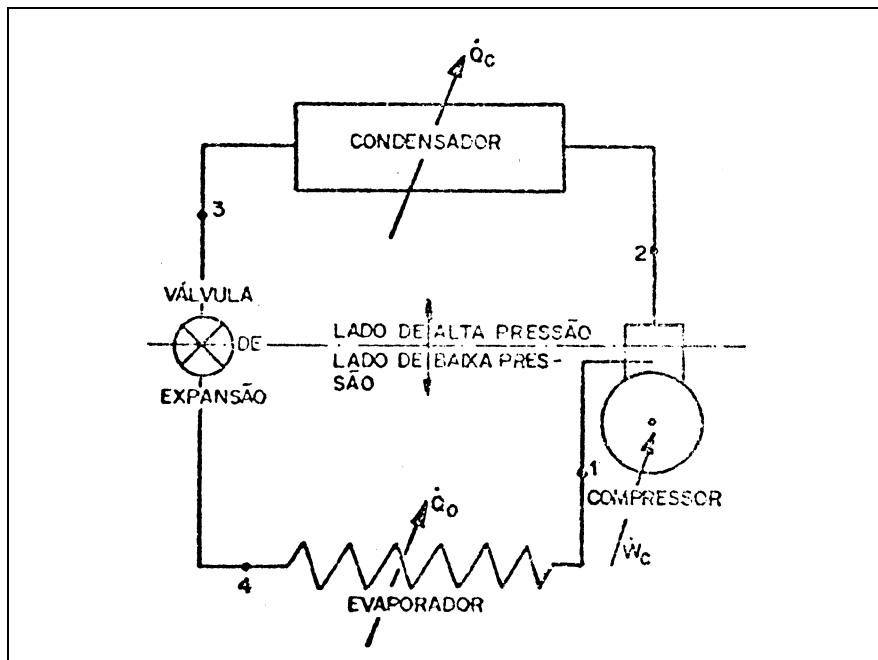 Q̇C
CONDENSADOR
3
2
VÁLVULA
DE
EXPANSÃO
LADO DE ALTA PRESSÃO
LADO DE BAIXA PRES-
SÃO
1
COMPRESSOR
Q̇O
ẆC
4
EVAPORADOR